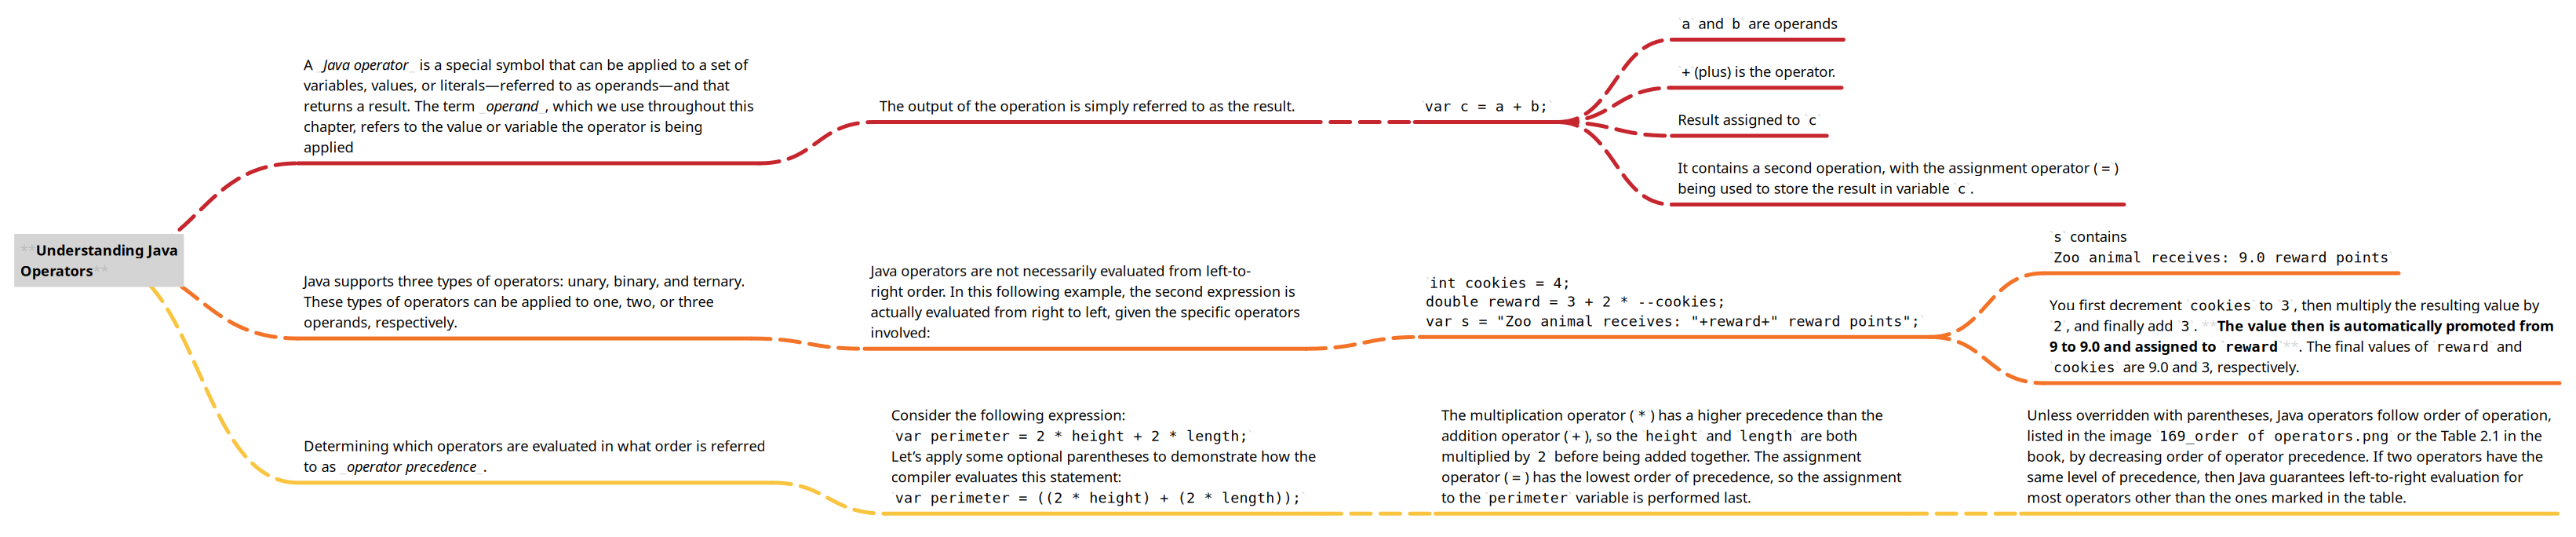 **Understanding Java
Operators**
A _Java operator_ is a special symbol that can be applied to a set of
variables, values, or literals—referred to as operands—and that
returns a result. The term _operand_, which we use throughout this
chapter, refers to the value or variable the operator is being
applied
The output of the operation is simply referred to as the result.
`var c = a + b;`
`a` and `b` are operands
`+`(plus) is the operator.
Result assigned to `c`
It contains a second operation, with the assignment operator (`=`)
being used to store the result in variable `c`.
Java supports three types of operators: unary, binary, and ternary.
These types of operators can be applied to one, two, or three
operands, respectively.
Java operators are not necessarily evaluated from left-to-
right order. In this following example, the second expression is
actually evaluated from right to left, given the specific operators
involved:
`int cookies = 4;
double reward = 3 + 2 * --cookies;
var s = "Zoo animal receives: "+reward+" reward points";`
`s` contains
`Zoo animal receives: 9.0 reward points`
You first decrement `cookies` to `3`, then multiply the resulting value by
`2`, and finally add `3`. **The value then is automatically promoted from
9 to 9.0 and assigned to `reward`**. The final values of `reward` and
`cookies` are 9.0 and 3, respectively.
Determining which operators are evaluated in what order is referred
to as _operator precedence_.
Consider the following expression:
`var perimeter = 2 * height + 2 * length;`
Let’s apply some optional parentheses to demonstrate how the
compiler evaluates this statement:
`var perimeter = ((2 * height) + (2 * length));`
The multiplication operator (`*`) has a higher precedence than the
addition operator (`+`), so the `height` and `length` are both
multiplied by `2` before being added together. The assignment
operator (`=`) has the lowest order of precedence, so the assignment
to the `perimeter` variable is performed last.
Unless overridden with parentheses, Java operators follow order of operation,
listed in the image `169_order of operators.png` or the Table 2.1 in the
book, by decreasing order of operator precedence. If two operators have the
same level of precedence, then Java guarantees left-to-right evaluation for
most operators other than the ones marked in the table.